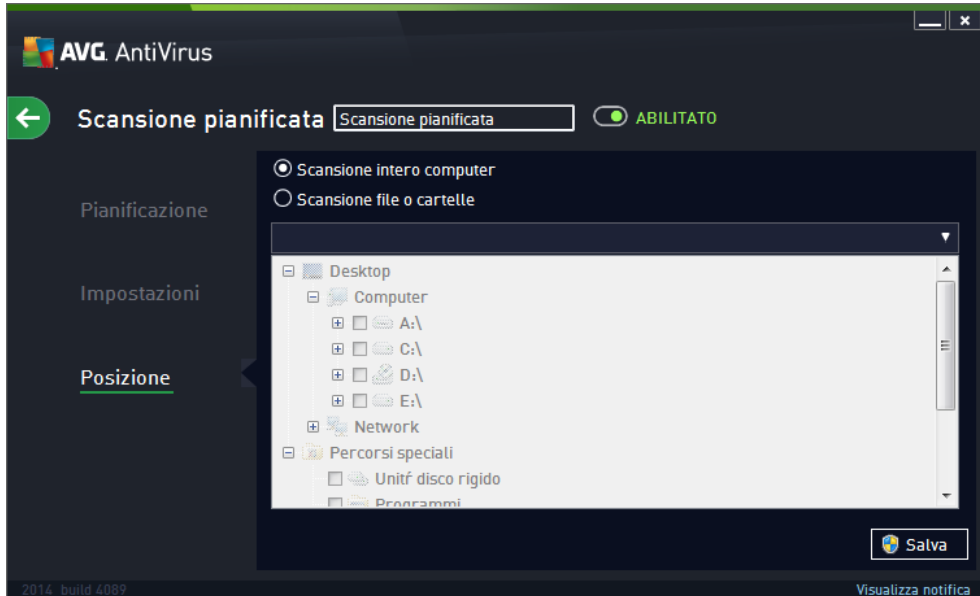 AVG. AntiVirus
Scansione pianificata
Scansione pianificata
ABILITATO
Pianificazione
Impostazioni
Posizione
Scansione intero computer
Scansione file o cartelle
Desktop
Computer
A:\
C:\
D:\
E:\
Network
Percorsi speciali
Unitŕ disco rigido
Programmi
Salva
2014 build 4089
Visualizza notifica